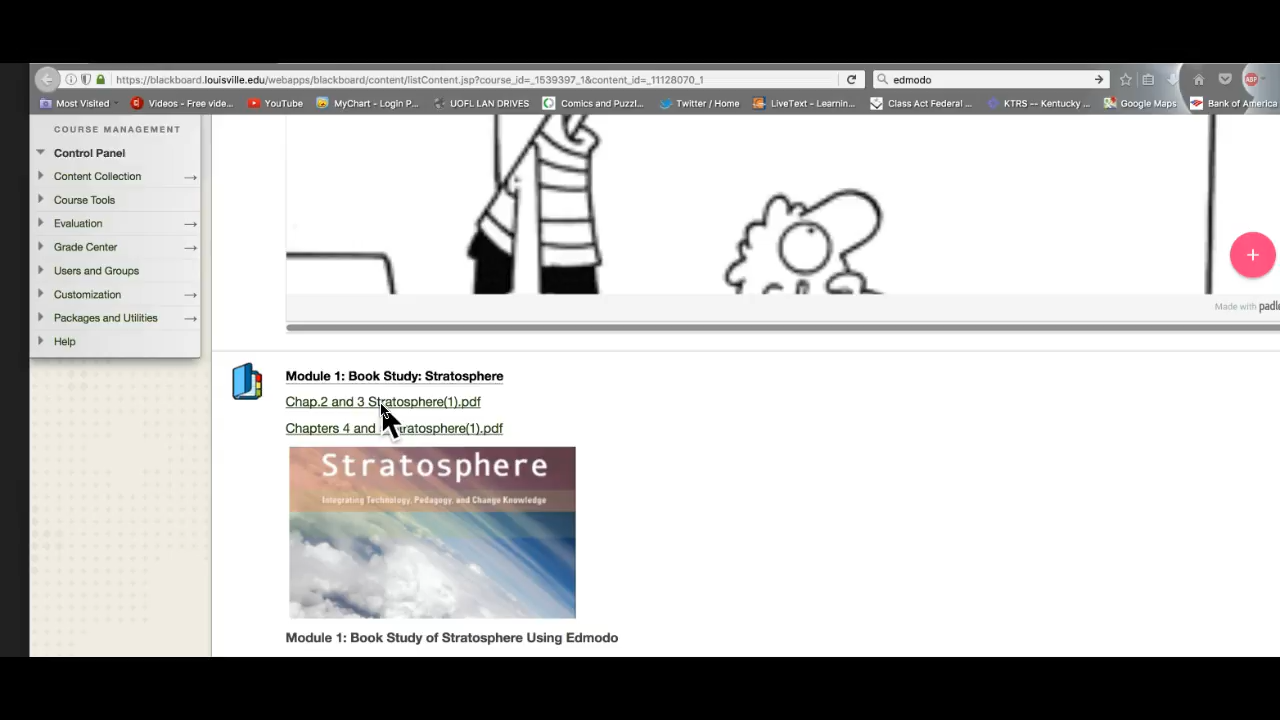 https://blackboard.louisville.edu/webapps/blackboard/content/listContent.jsp?course_id=_1539397_1&content_id=_11128070_1
edmodo
Most Visited
Videos - Free vide...
YouTube
MyChart - Login P...
UOFL LAN DRIVES
Comics and Puzzl...
Twitter / Home
LiveText - Learnin...
Class Act Federal ...
KTRS -- Kentucky ...
Google Maps
Bank of America
COURSE MANAGEMENT
Control Panel
Content Collection
Course Tools
Evaluation
Grade Center
Users and Groups
Customization
Packages and Utilities
Help
Made with
Module 1: Book Study: Stratosphere
Chap.2 and 3 Stratosphere(1).pdf
Chapters 4 and
Stratosphere
Integrating Technology, Pedagogy, and Change Knowledge
Module 1: Book Study of Stratosphere Using Edmodo